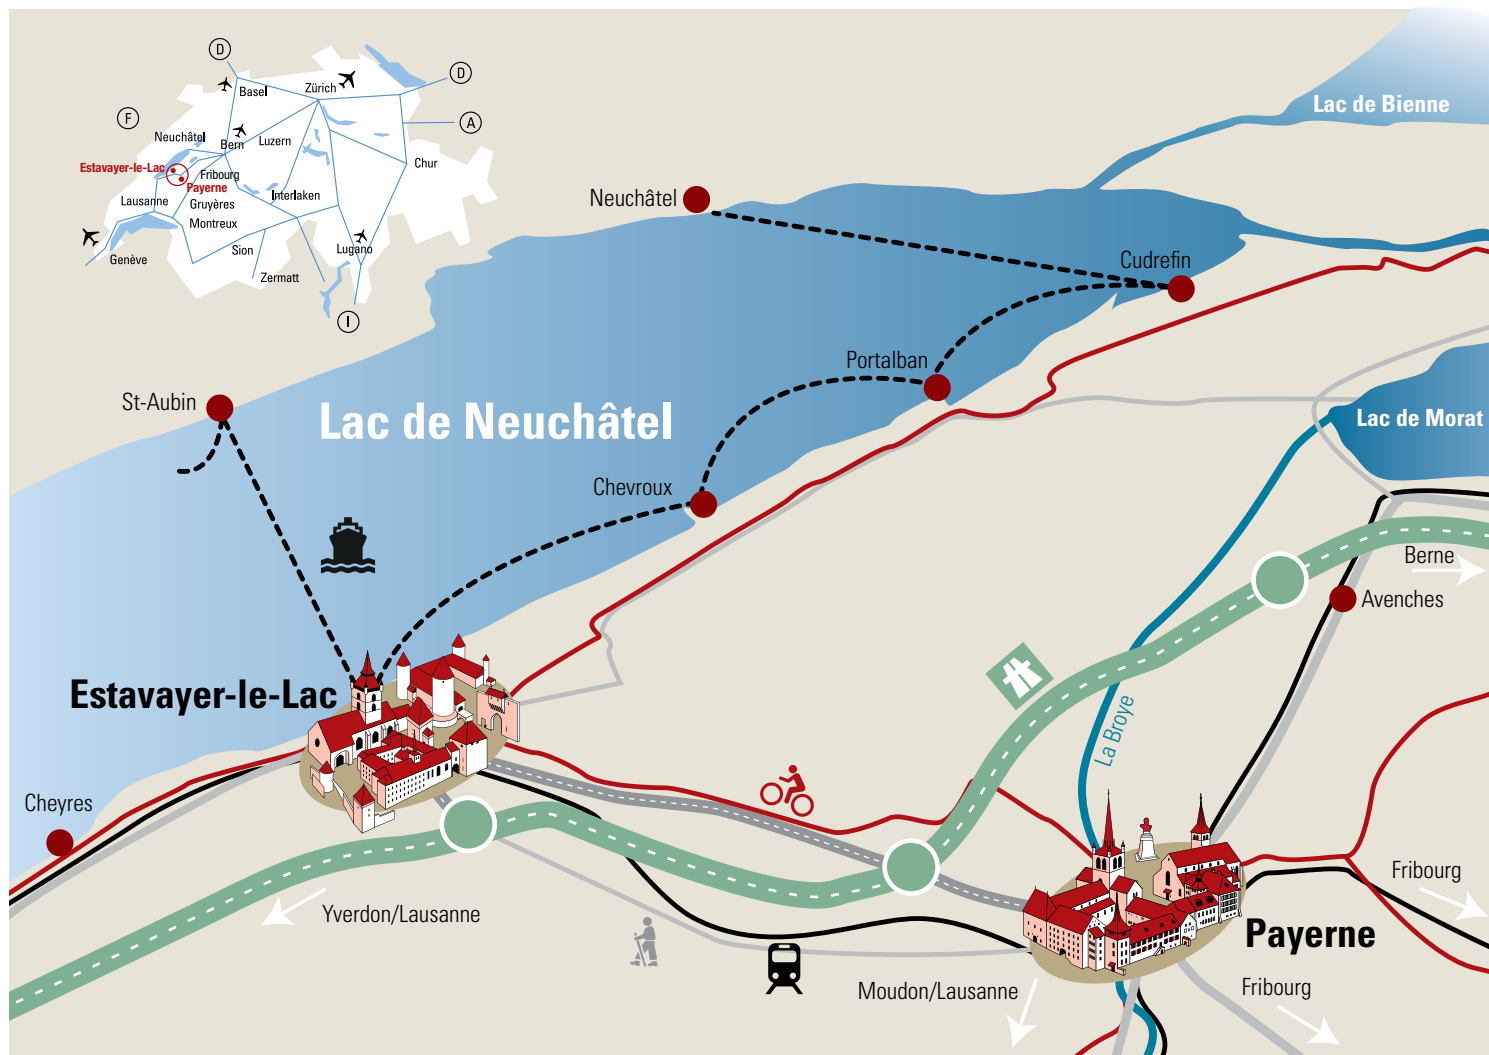 D
D
Zürich
Basel
F
A
Neuchâtel
Bern
Luzern
Estavayer-le-Lac
Fribourg
Chur
Payerne
Lausanne
Gruyères
Interlaken
Montreux
Sion
Lugano
Genève
Zermatt
I
Lac de Bienne
Neuchâtel
Cudrefin
Portalban
St-Aubin
Lac de Neuchâtel
Lac de Morat
Chevroux
Berne
Avenches
Estavayer-le-Lac
La Broye
Cheyres
Fribourg
Yverdon/Lausanne
Payerne
Moudon/Lausanne
Fribourg